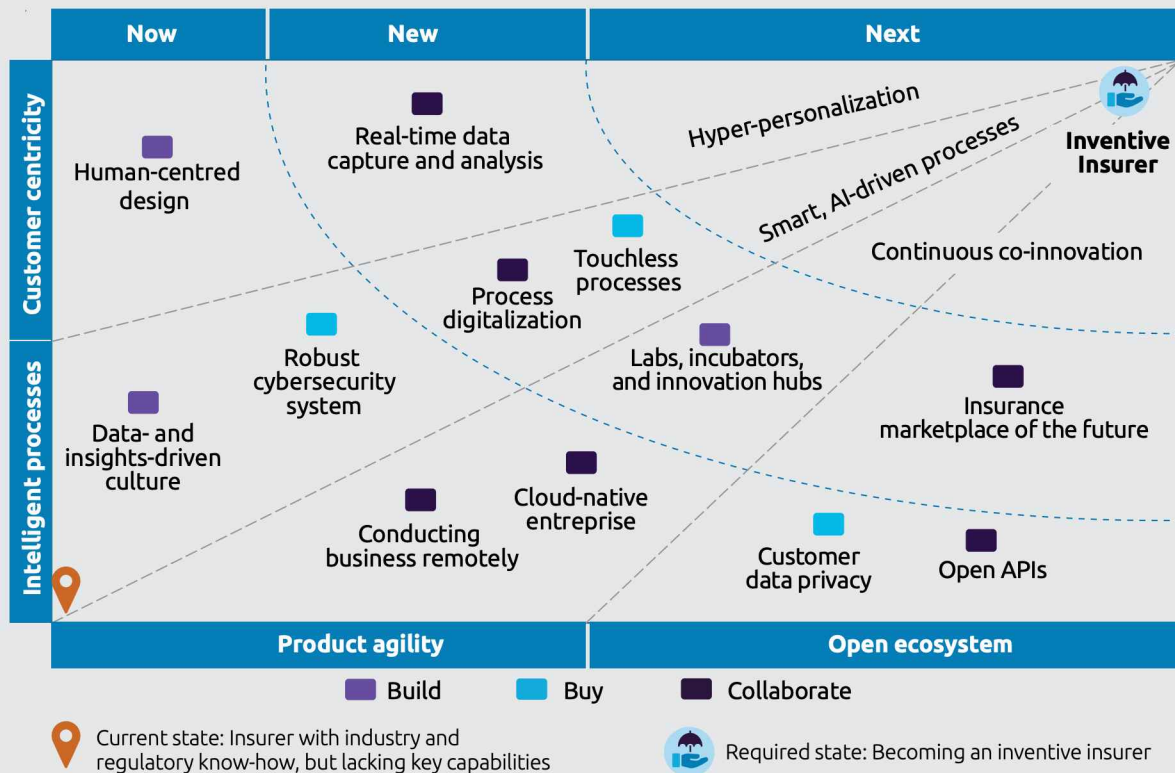 Now
New
Next
Customer centricity
Intelligent processes
Human-centred
design
Real-time data
capture and analysis
Hyper-personalization
Smart, AI-driven processes
Inventive
Insurer
Continuous co-innovation
Touchless
processes
Process
digitalization
Robust
cybersecurity
system
Labs, incubators,
and innovation hubs
Insurance
marketplace of the future
Data- and
insights-driven
culture
Cloud-native
entreprise
Conducting
business remotely
Customer
data privacy
Open APIs
Product agility
Open ecosystem
Build
Buy
Collaborate
Current state: Insurer with industry and
regulatory know-how, but lacking key capabilities
Required state: Becoming an inventive insurer